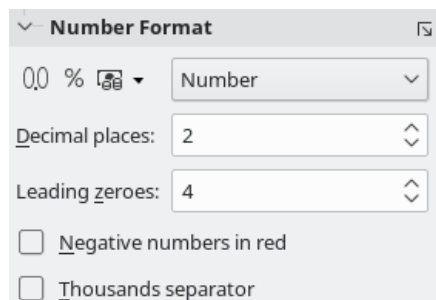 Number Format
0.0 % Number
Decimal places: 2
Leading zeroes: 4
Negative numbers in red
Thousands separator